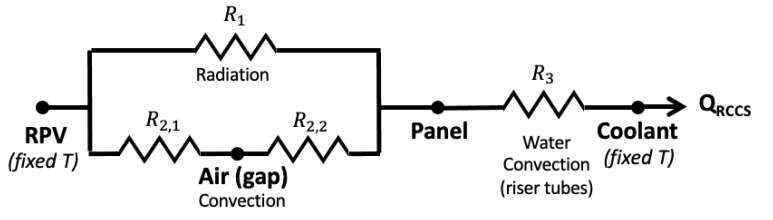 R₁
Radiation
RPV
(fixed T)
R₂,₁
R₂,₂
Air (gap)
Convection
Panel
R₃
Water
Convection
(riser tubes)
Coolant
(fixed T)
Q_RCCS